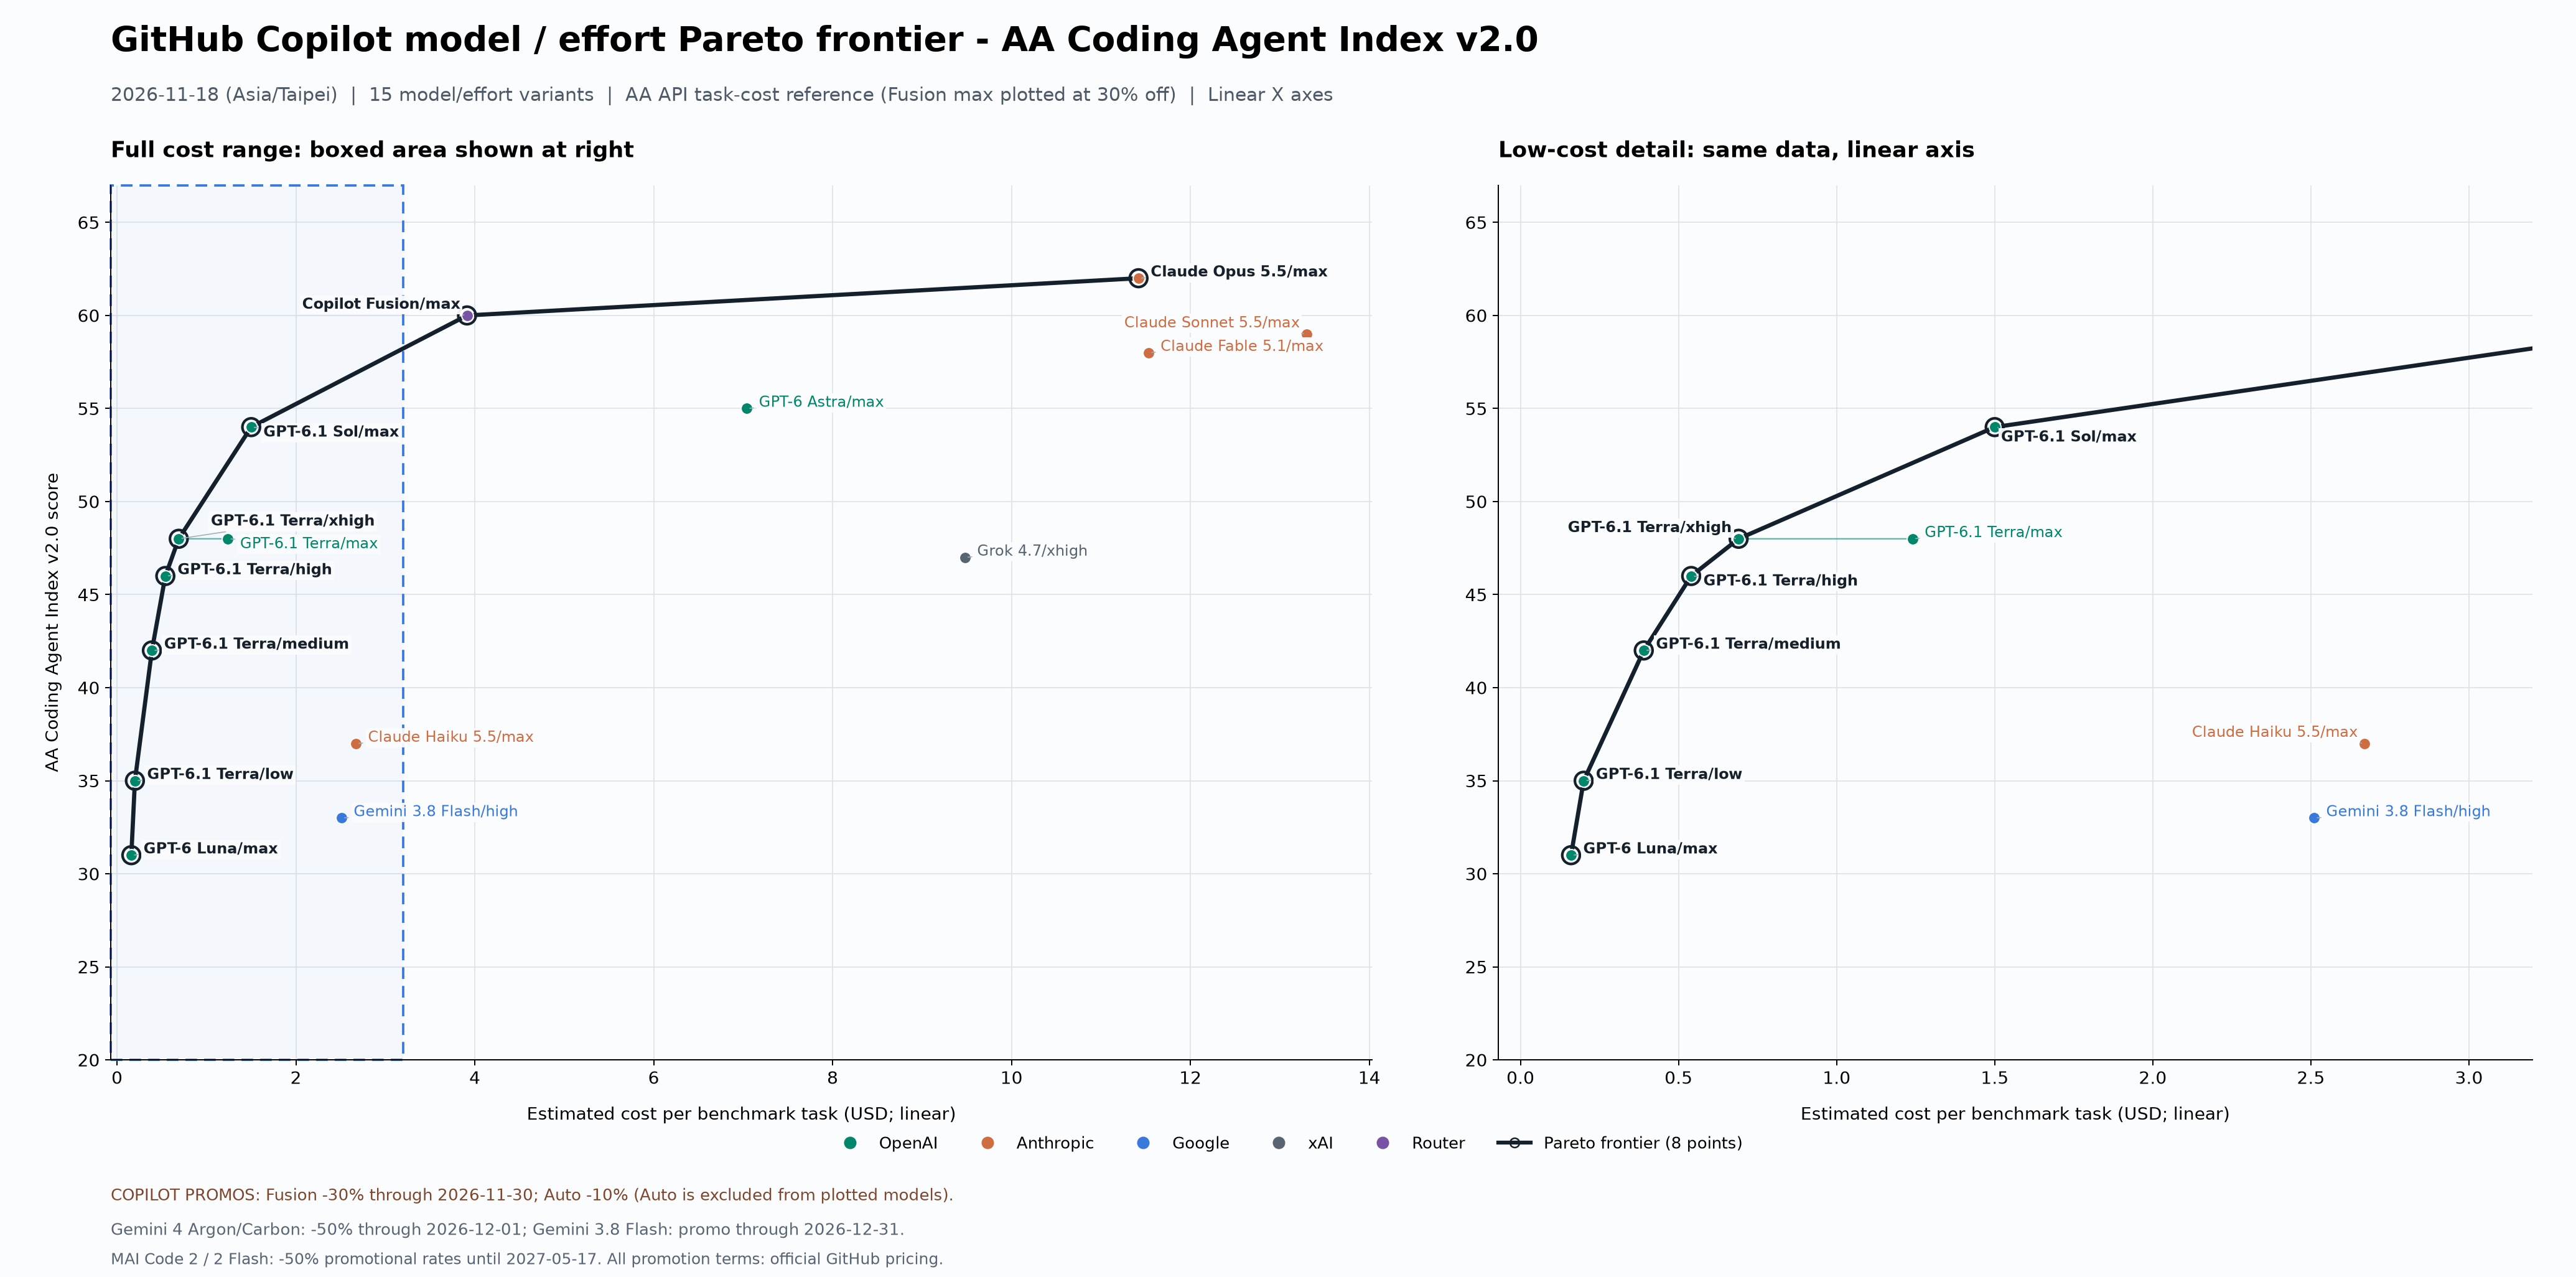 GitHub Copilot model / effort Pareto frontier - AA Coding Agent Index v2.0
2026-11-18 (Asia/Taipei)  |  15 model/effort variants  |  AA API task-cost reference (Fusion max plotted at 30% off)  |  Linear X axes
Full cost range: boxed area shown at right
65
60
55
50
45
40
35
30
25
20
AA Coding Agent Index v2.0 score
Claude Opus 5.5/max
Copilot Fusion/max
Claude Sonnet 5.5/max
Claude Fable 5.1/max
GPT-6 Astra/max
GPT-6.1 Sol/max
GPT-6.1 Terra/xhigh
GPT-6.1 Terra/max
Grok 4.7/xhigh
GPT-6.1 Terra/high
GPT-6.1 Terra/medium
Claude Haiku 5.5/max
GPT-6.1 Terra/low
Gemini 3.8 Flash/high
GPT-6 Luna/max
0 2 4 6 8 10 12 14
Estimated cost per benchmark task (USD; linear)
Low-cost detail: same data, linear axis
65
60
55
50
45
40
35
30
25
20
GPT-6.1 Sol/max
GPT-6.1 Terra/xhigh
GPT-6.1 Terra/max
GPT-6.1 Terra/high
GPT-6.1 Terra/medium
Claude Haiku 5.5/max
GPT-6.1 Terra/low
Gemini 3.8 Flash/high
GPT-6 Luna/max
0.0 0.5 1.0 1.5 2.0 2.5 3.0
Estimated cost per benchmark task (USD; linear)
OpenAI Anthropic Google xAI Router Pareto frontier (8 points)
COPILOT PROMOS: Fusion -30% through 2026-11-30; Auto -10% (Auto is excluded from plotted models).
Gemini 4 Argon/Carbon: -50% through 2026-12-01; Gemini 3.8 Flash: promo through 2026-12-31.
MAI Code 2 / 2 Flash: -50% promotional rates until 2027-05-17. All promotion terms: official GitHub pricing.